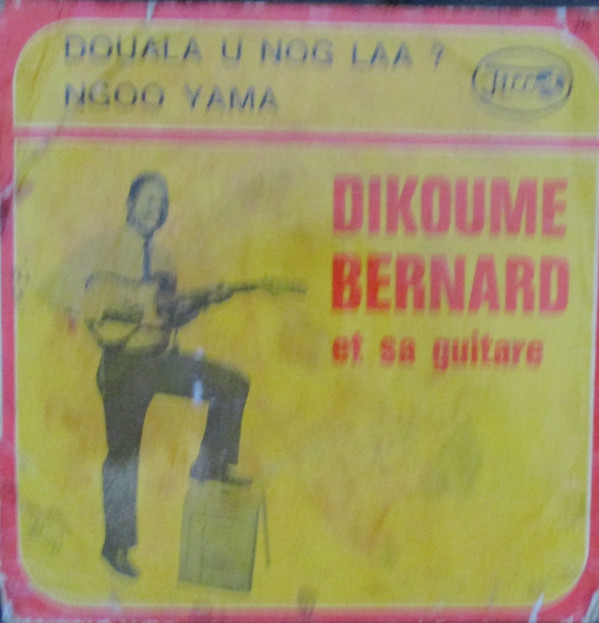 DOUALA U NOG LAA ?
NGOO YAMA
DIKOUME
BERNARD
et sa guitare